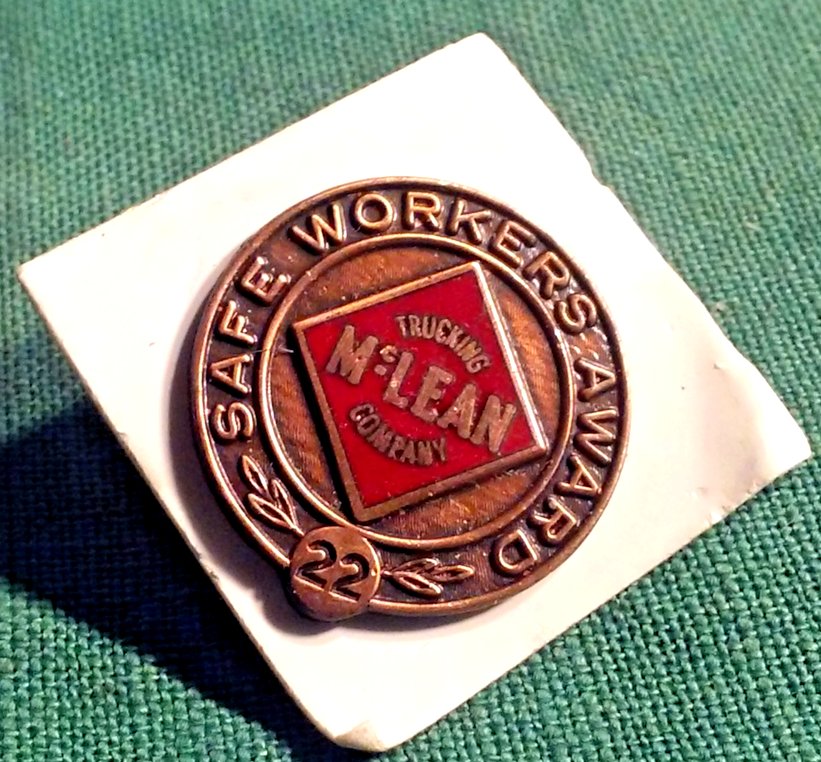 SAFE WORKERS AWARD
TRUCKING
McLEAN
COMPANY
22